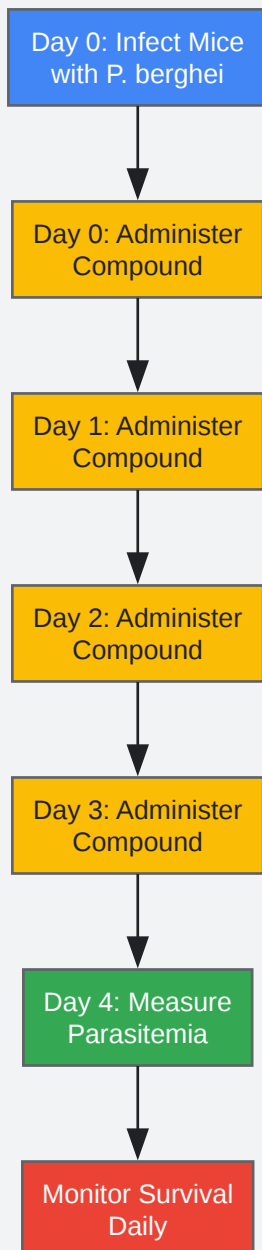 Day 0: Infect Mice
with P. berghei
Day 0: Administer
Compound
Day 1: Administer
Compound
Day 2: Administer
Compound
Day 3: Administer
Compound
Day 4: Measure
Parasitemia
Monitor Survival
Daily